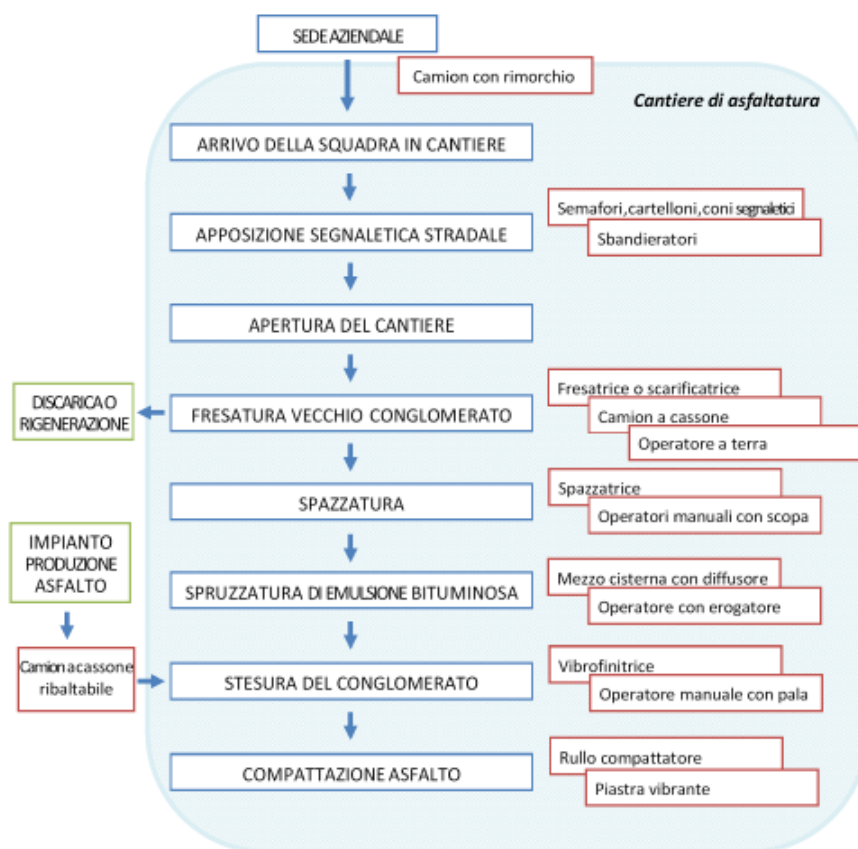 SEDE AZIENDALE
Camion con rimorchio
Cantiere di asfaltatura
ARRIVO DELLA SQUADRA IN CANTIERE
APPOSIZIONE SEGNALETICA STRADALE
Semafori,cartelloni,coni segnaletici
Sbandieratori
APERTURA DEL CANTIERE
DISCARICA O
RIGENERAZIONE
FRESATURA VECCHIO CONGLOMERATO
Fresatrice o scarificatrice
Camion a cassone
Operatore a terra
SPAZZATURA
Spazzatrice
Operatori manuali con scopa
IMPIANTO
PRODUZIONE
ASFALTO
SPRUZZATURA DI EMULSIONE BITUMINOSA
Mezzo cisterna con diffusore
Operatore con erogatore
Camion a cassone
ribaltabile
STESURA DEL CONGLOMERATO
Vibrofinitrice
Operatore manuale con pala
COMPATTAZIONE ASFALTO
Rullo compattatore
Piastra vibrante